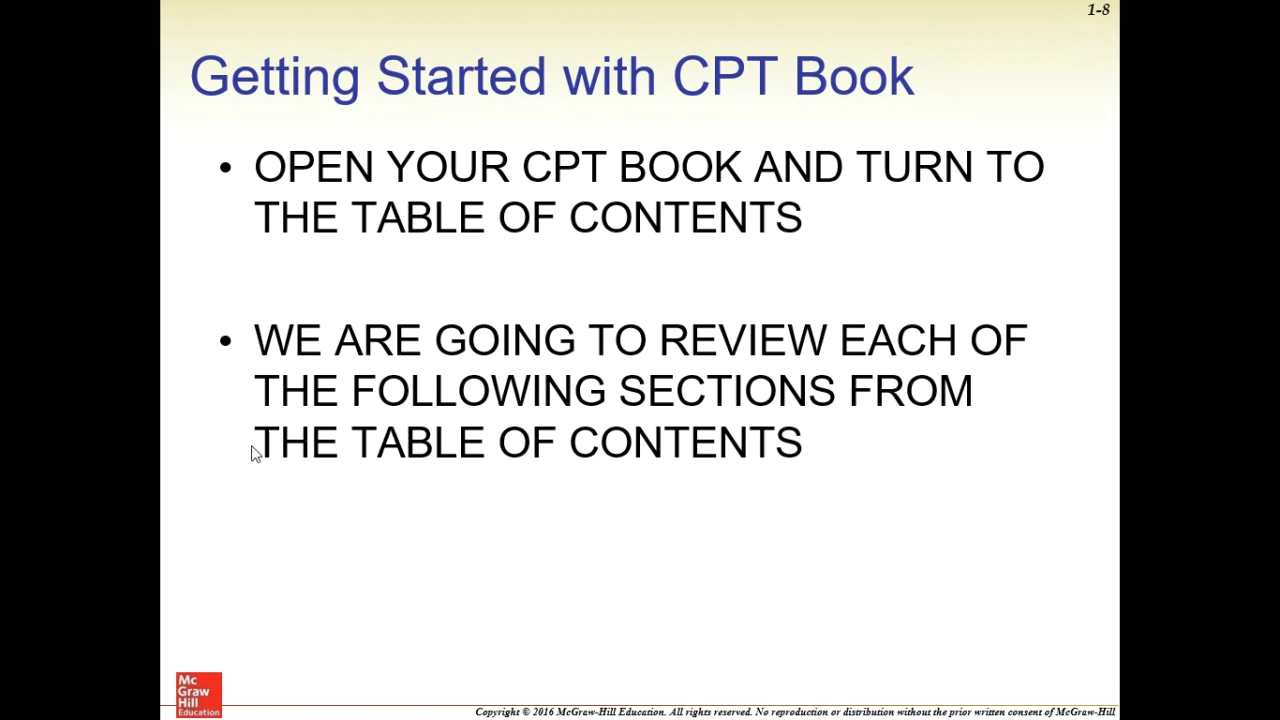 1-8
Getting Started with CPT Book
• OPEN YOUR CPT BOOK AND TURN TO
THE TABLE OF CONTENTS
• WE ARE GOING TO REVIEW EACH OF
THE FOLLOWING SECTIONS FROM
THE TABLE OF CONTENTS
Mc
Graw
Hill
Education
Copyright © 2016 McGraw-Hill Education. All rights reserved. No reproduction or distribution without the prior written consent of McGraw-Hill